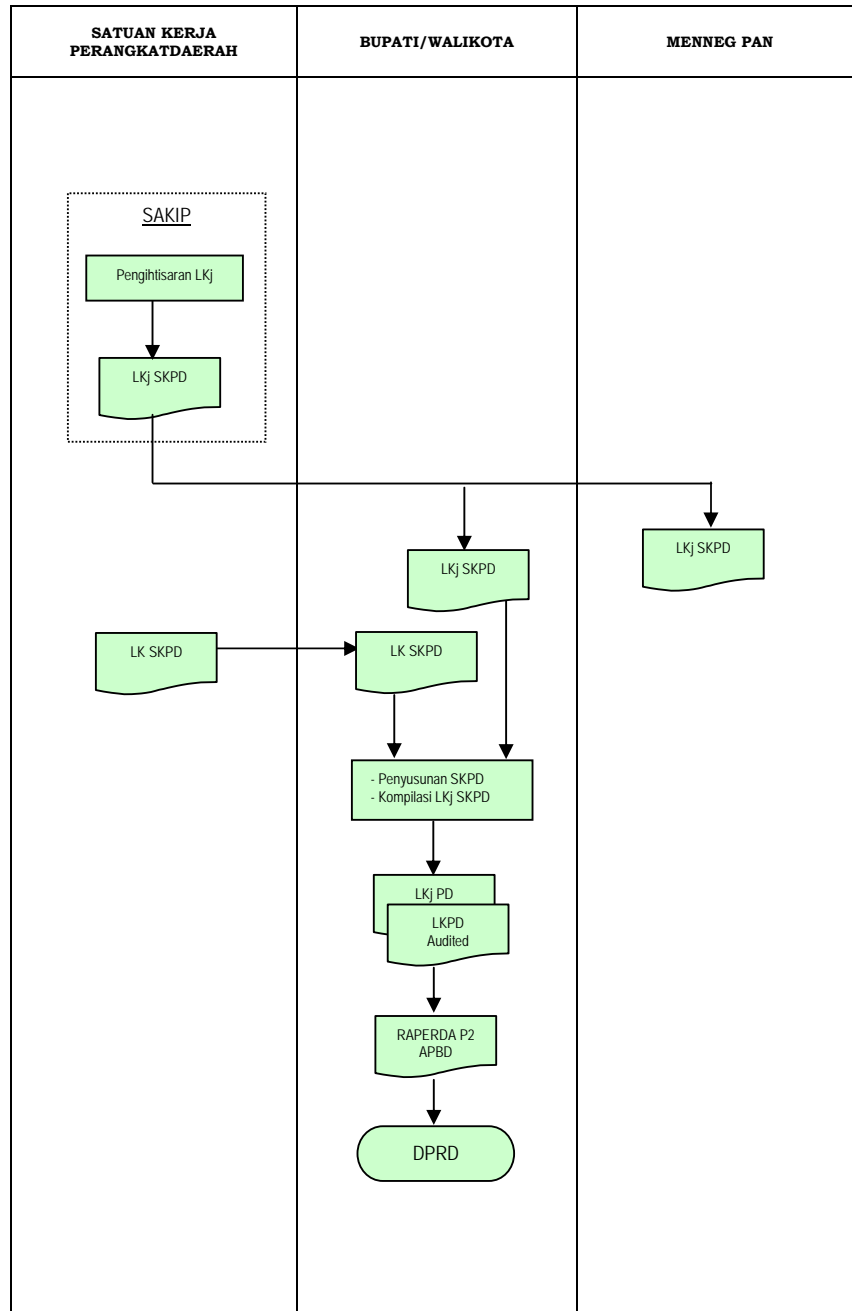 SATUAN KERJA
PERANGKATDAERAH
BUPATI/WALIKOTA
MENNEG PAN
SAKIP
Pengihtisaran LKj
LKj SKPD
LKj SKPD
LKj SKPD
LK SKPD
LK SKPD
- Penyusunan SKPD
- Kompilasi LKj SKPD
LKj PD
LKPD
Audited
RAPERDA P2
APBD
DPRD